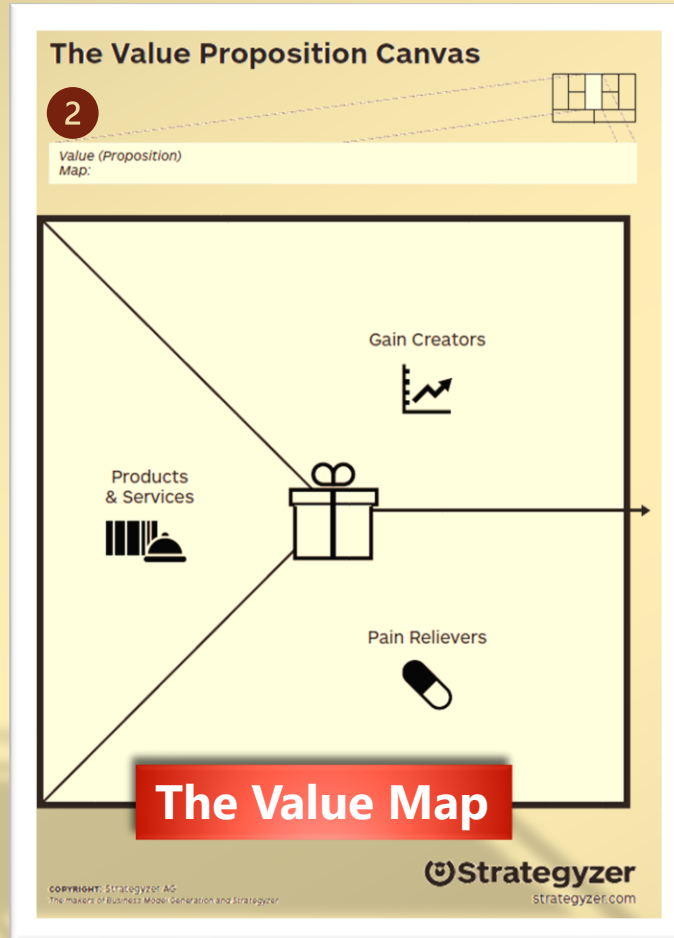 The Value Proposition Canvas
2
Value (Proposition)
Map:
Gain Creators
Products
& Services
Pain Relievers
The Value Map
Strategyzer
strategyzer.com
COPYRIGHT: Strategyzer AG
The makers of Business Model Generation and Strategyzer